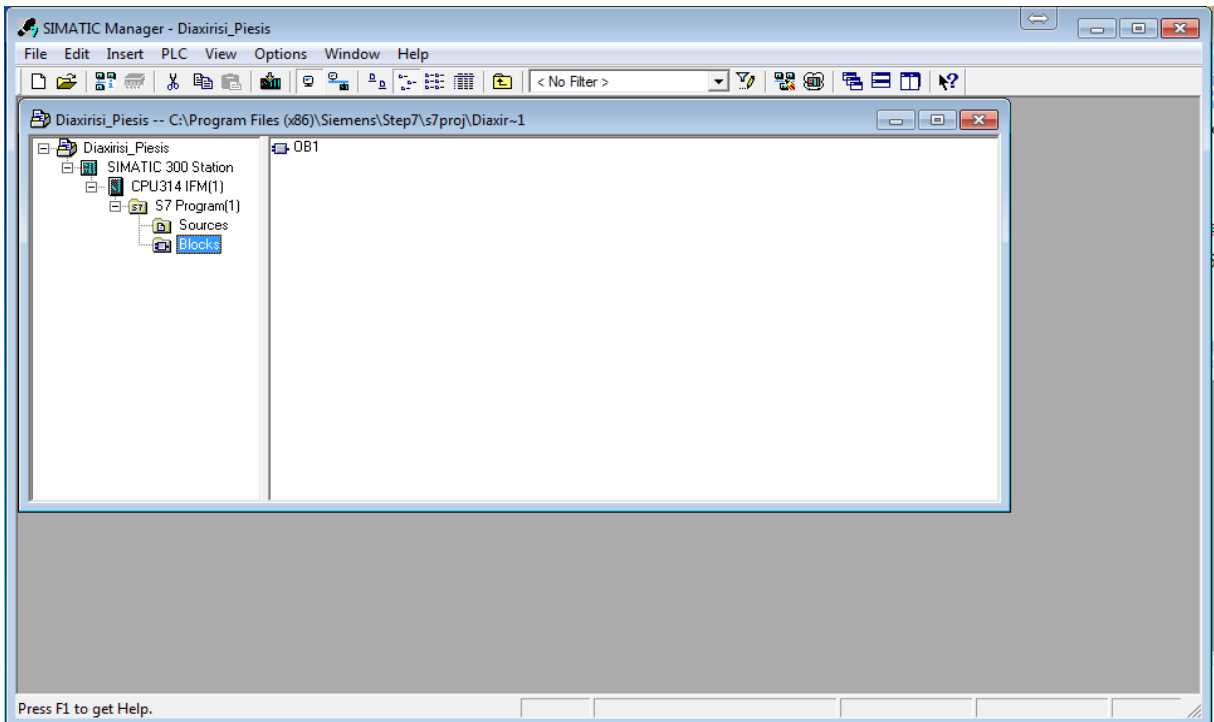 SIMATIC Manager - Diaxirisi_Piesis
File Edit Insert PLC View Options Window Help
< No Filter >
Diaxirisi_Piesis -- C:\Program Files (x86)\Siemens\Step7\s7proj\Diaxir~1
Diaxirisi_Piesis
SIMATIC 300 Station
CPU314 IFM(1)
S7 Program(1)
Sources
Blocks
OB1
Press F1 to get Help.